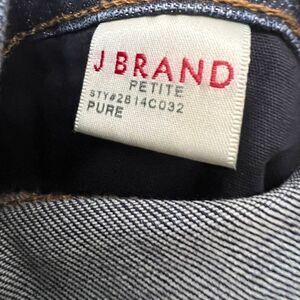 J BRAND
PETITE
STY#2814C032
PURE